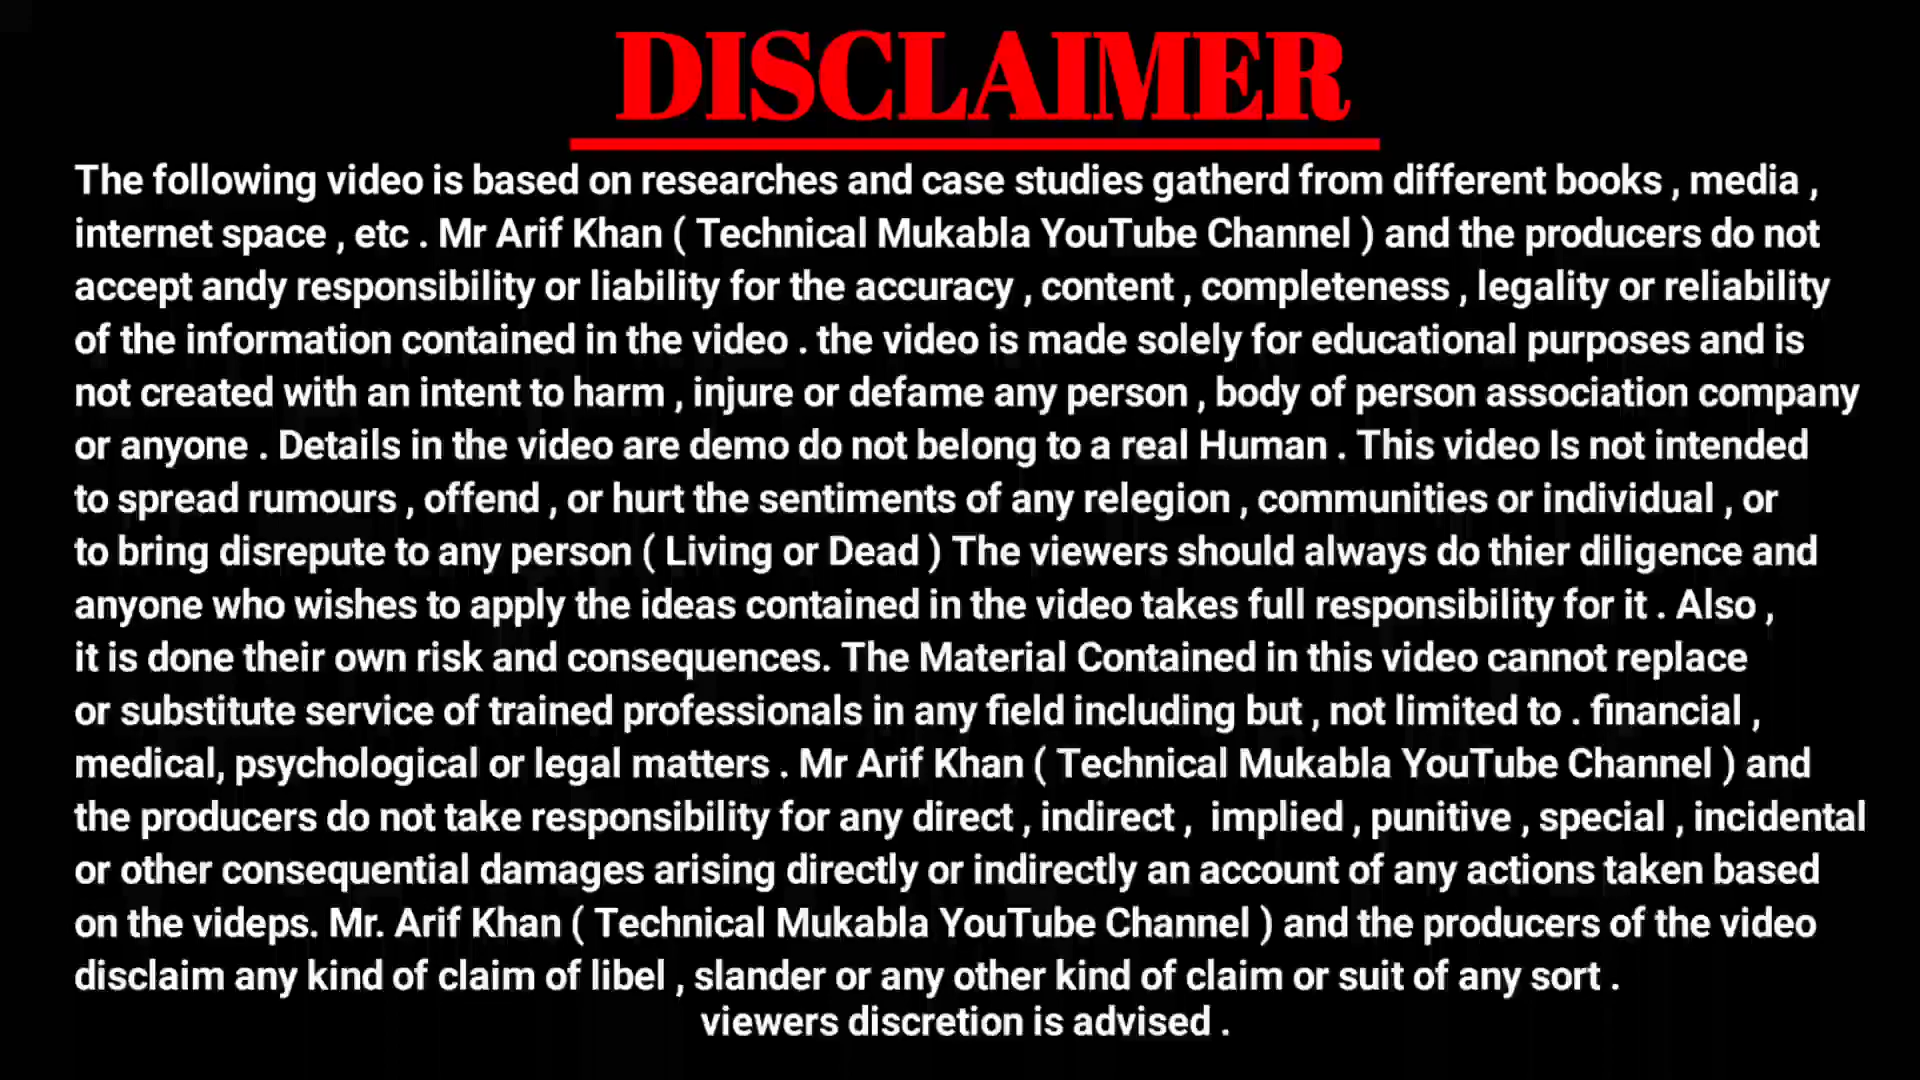 DISCLAIMER
The following video is based on researches and case studies gatherd from different books , media ,
internet space , etc . Mr Arif Khan ( Technical Mukabla YouTube Channel ) and the producers do not
accept andy responsibility or liability for the accuracy , content , completeness , legality or reliability
of the information contained in the video . the video is made solely for educational purposes and is
not created with an intent to harm , injure or defame any person , body of person association company
or anyone . Details in the video are demo do not belong to a real Human . This video Is not intended
to spread rumours , offend , or hurt the sentiments of any relegion , communities or individual , or
to bring disrepute to any person ( Living or Dead ) The viewers should always do thier diligence and
anyone who wishes to apply the ideas contained in the video takes full responsibility for it . Also ,
it is done their own risk and consequences. The Material Contained in this video cannot replace
or substitute service of trained professionals in any field including but , not limited to . financial ,
medical, psychological or legal matters . Mr Arif Khan ( Technical Mukabla YouTube Channel ) and
the producers do not take responsibility for any direct , indirect ,  implied , punitive , special , incidental
or other consequential damages arising directly or indirectly an account of any actions taken based
on the videps. Mr. Arif Khan ( Technical Mukabla YouTube Channel ) and the producers of the video
disclaim any kind of claim of libel , slander or any other kind of claim or suit of any sort .
viewers discretion is advised .